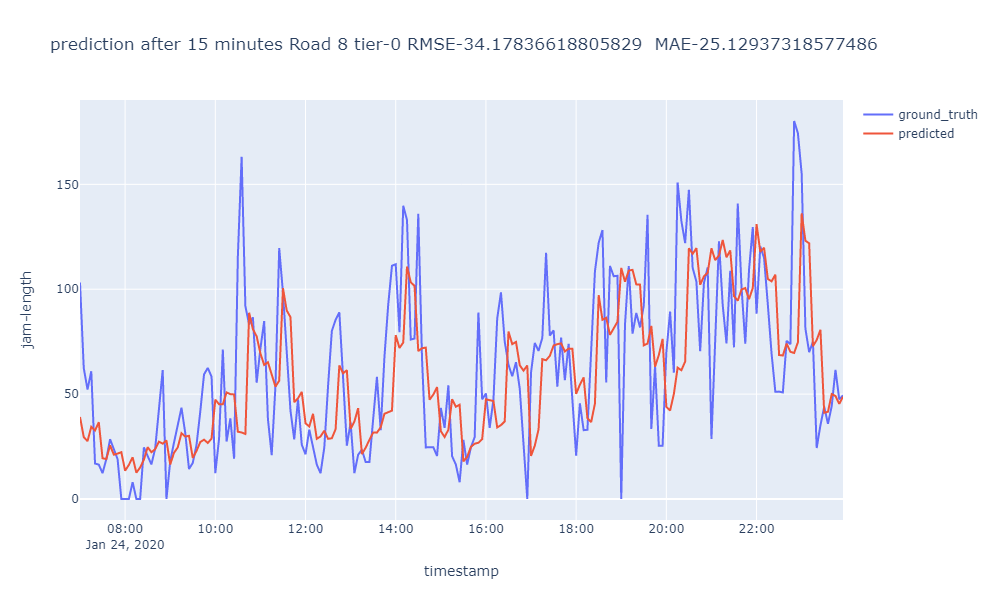 prediction after 15 minutes Road 8 tier-0 RMSE-34.17836618805829  MAE-25.12937318577486
ground_truth
predicted
jam-length
150
100
50
0
08:00 10:00 12:00 14:00 16:00 18:00 20:00 22:00
Jan 24, 2020
timestamp